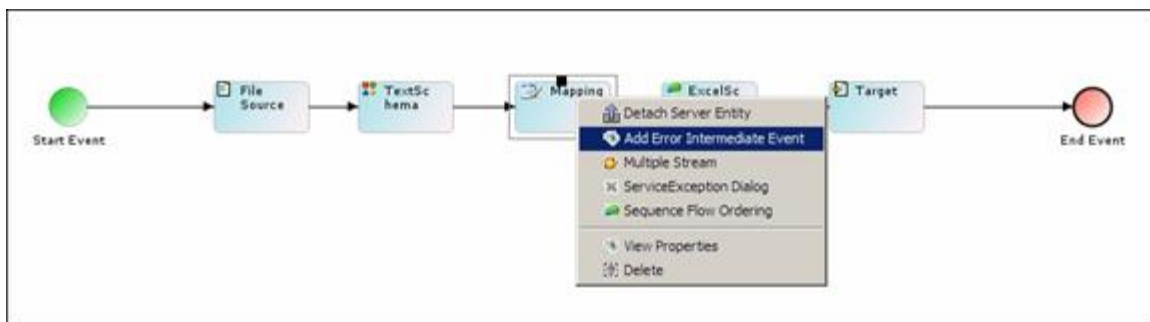 File
Source
TextSc
hema
Mapping
ExcelSc
Target
Start Event
End Event
Detach Server Entity
Add Error Intermediate Event
Multiple Stream
ServiceException Dialog
Sequence Flow Ordering
View Properties
Delete